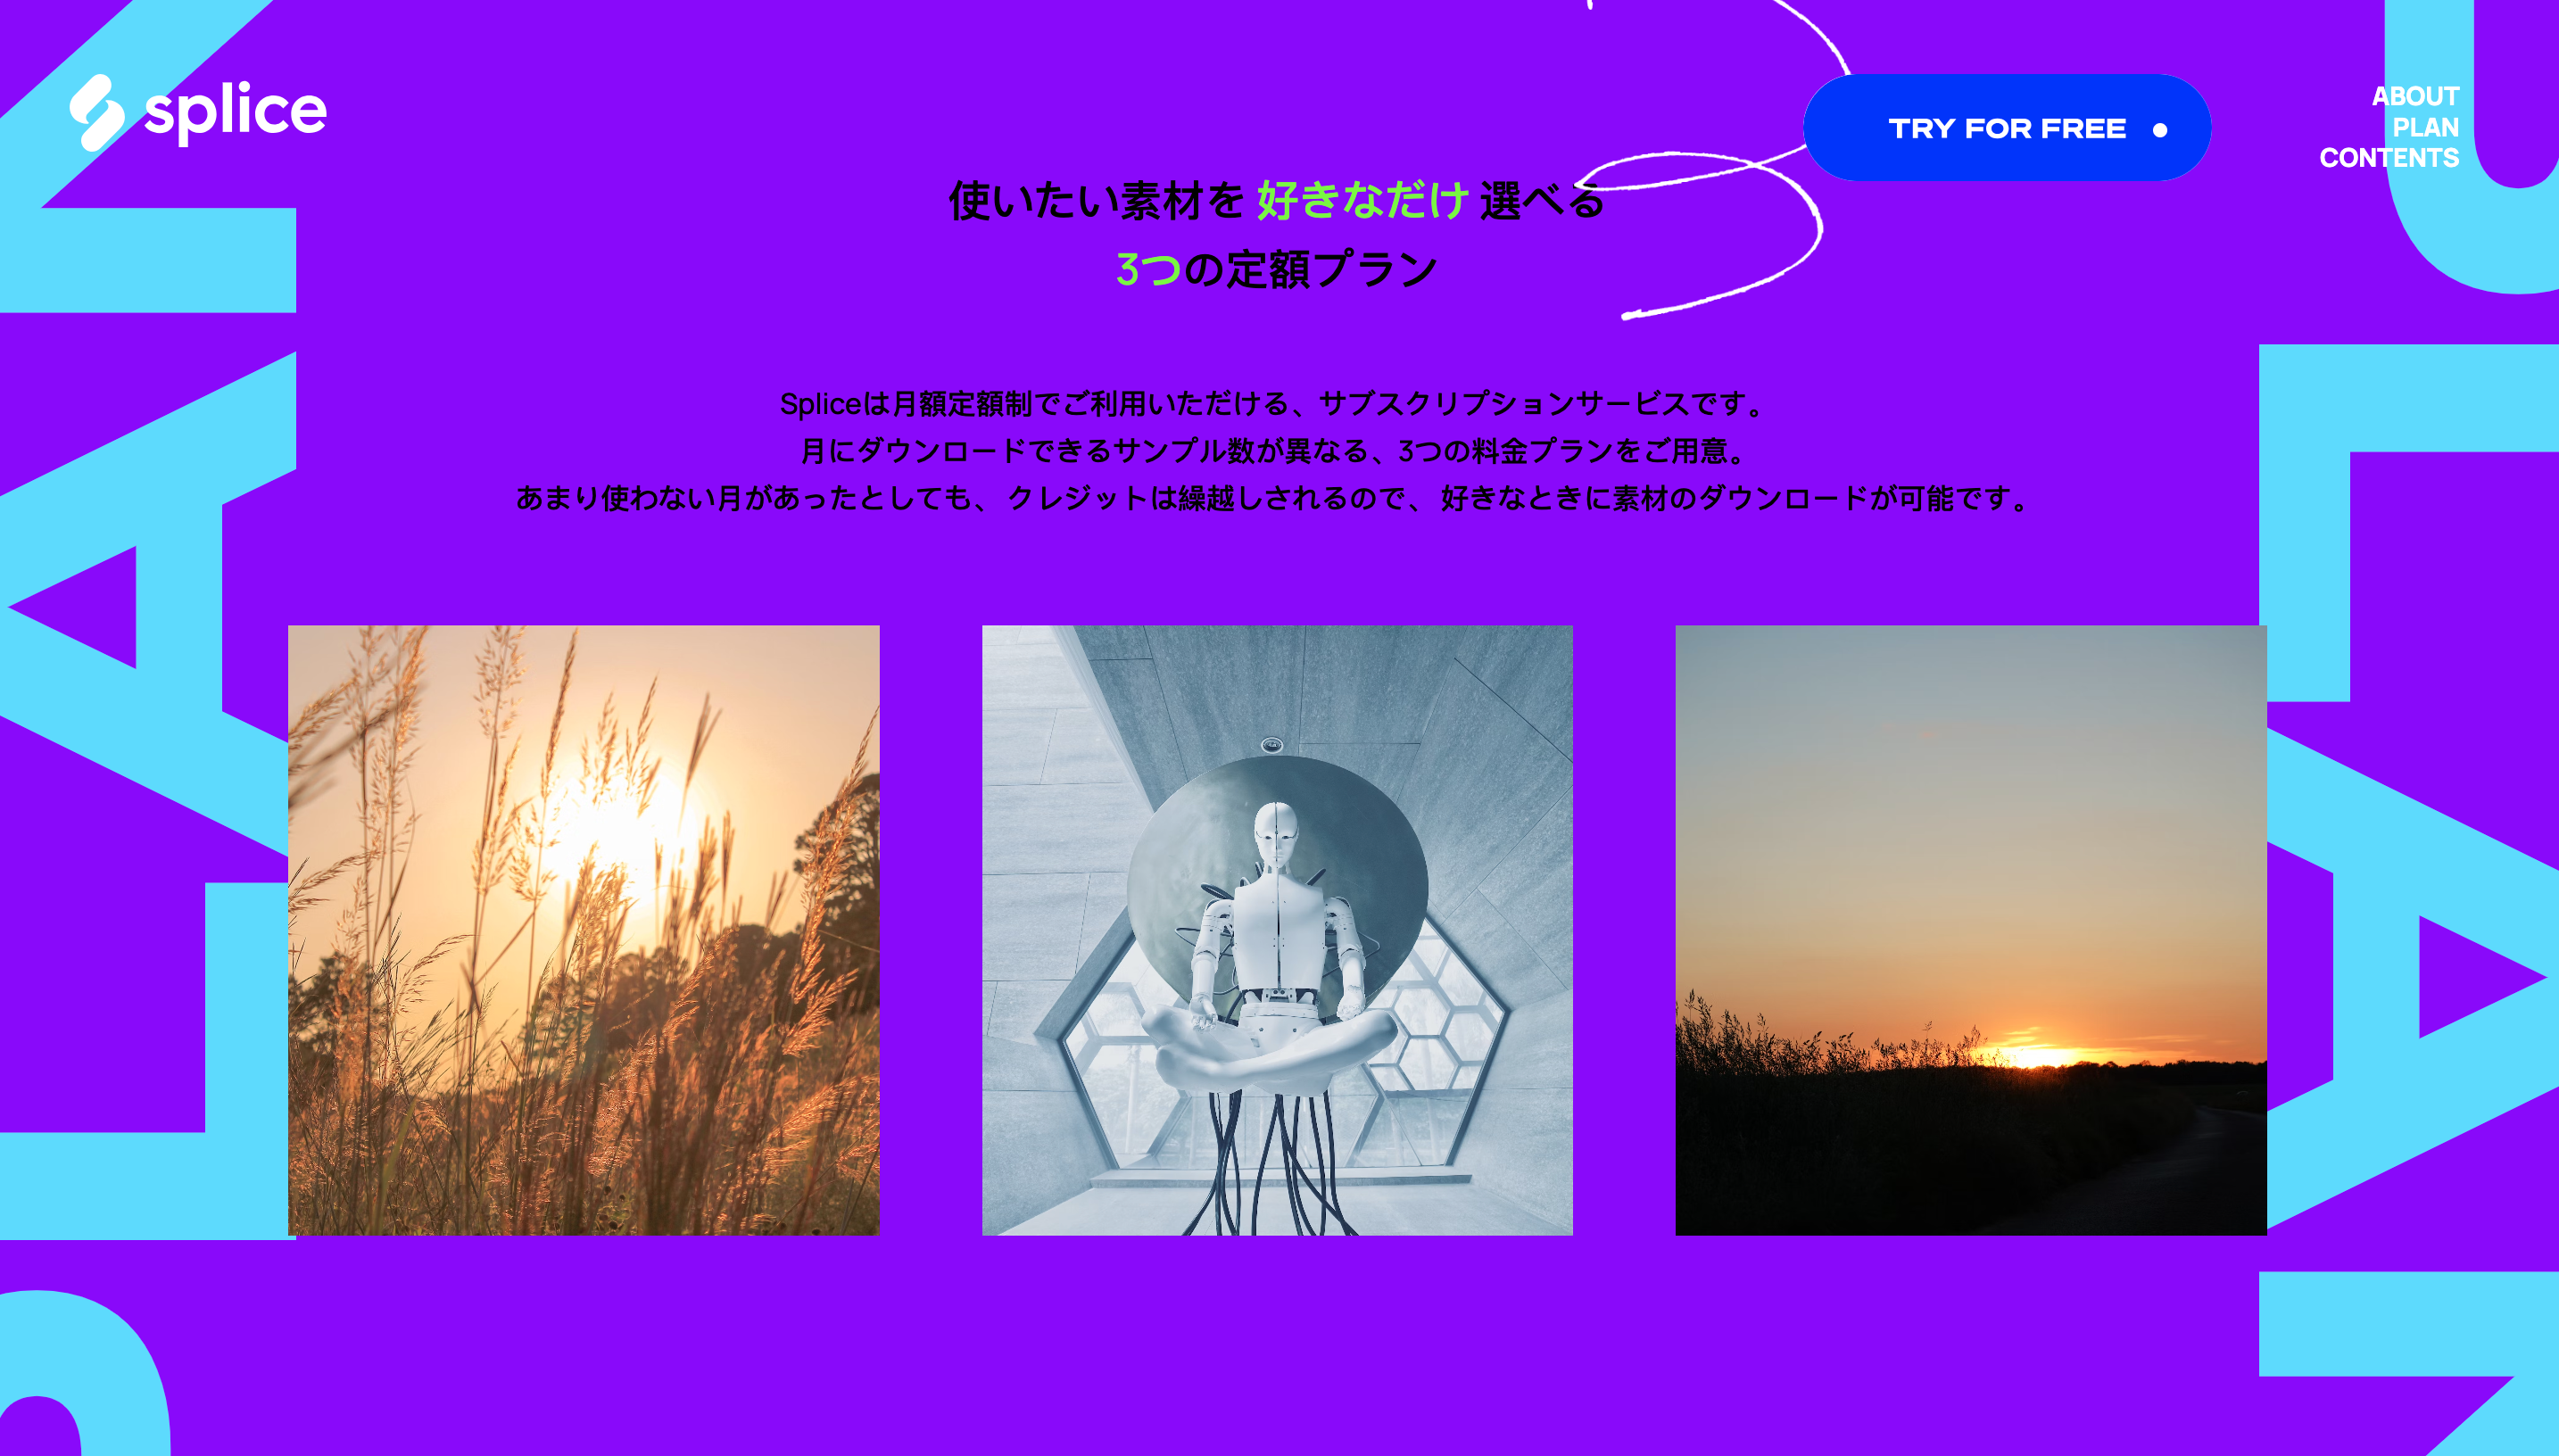 splice
TRY FOR FREE
ABOUT
PLAN
CONTENTS
使いたい素材を 好きなだけ 選べる
3つの定額プラン
Spliceは月額定額制でご利用いただける、サブスクリプションサービスです。
月にダウンロードできるサンプル数が異なる、3つの料金プランをご用意。
あまり使わない月があったとしても、 クレジットは繰越しされるので、 好きなときに素材のダウンロードが可能です。
PLAN
PLAN